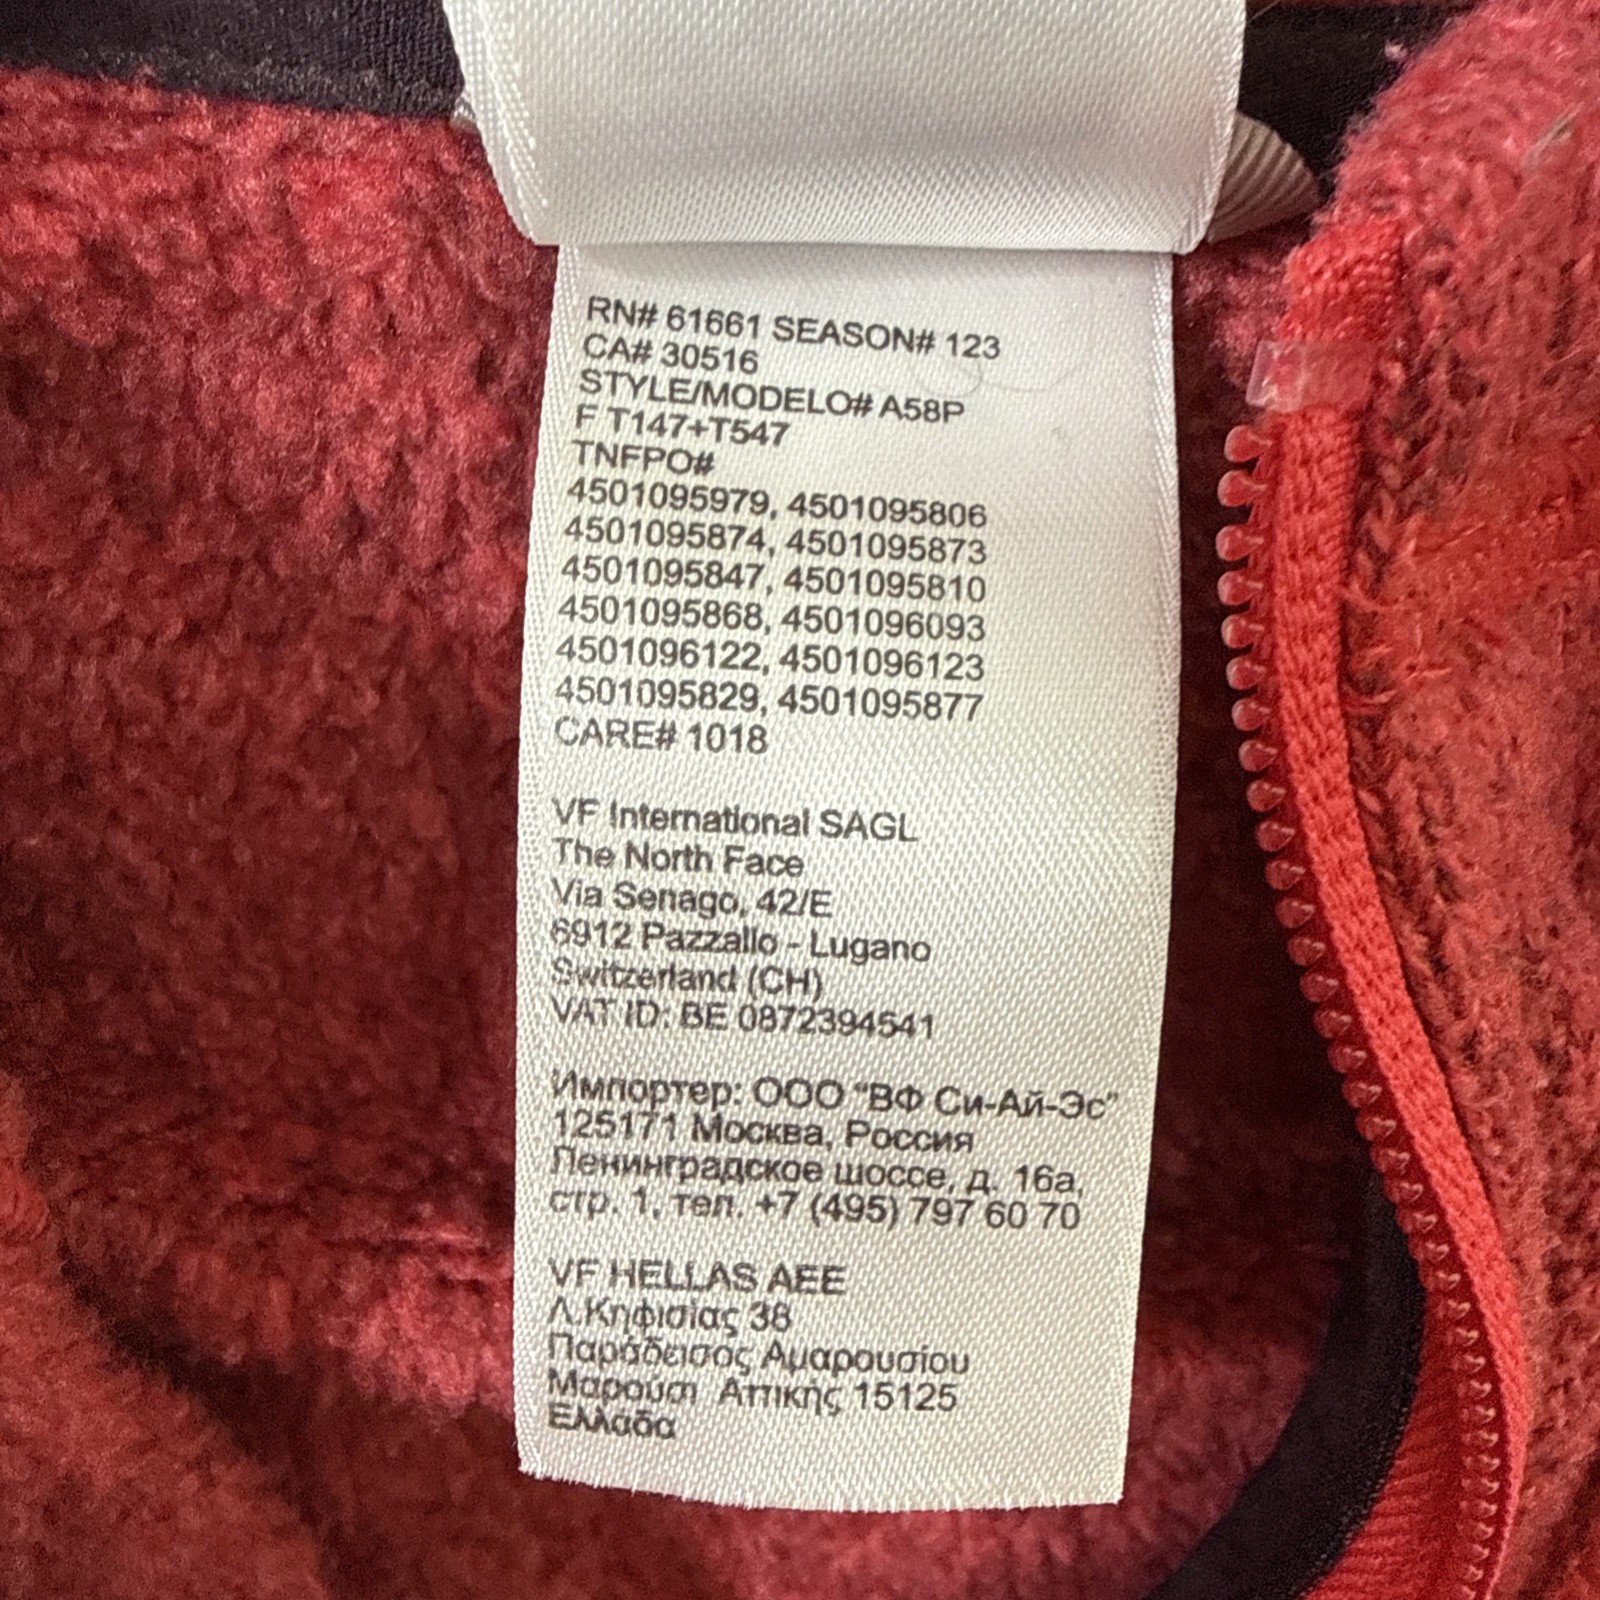 RN# 61661 SEASON# 123
CA# 30516
STYLE/MODELO# A58P
F T147+T547
TNFPO#
4501095979, 4501095806
4501095874, 4501095873
4501095847, 4501095810
4501095868, 4501096093
4501096122, 4501096123
4501095829, 4501095877
CARE# 1018
VF International SAGL
The North Face
Via Senago, 42/E
6912 Pazzallo - Lugano
Switzerland (CH)
VAT ID: BE 0872394541
Импортер: ООО "ВФ Си-Ай-Эс"
125171 Москва, Россия
Ленинградское шоссе, д. 16а,
стр. 1, тел. +7 (495) 797 60 70
VF HELLAS AEE
Λ.Κηφισίας 38
Παράδεισος Αμαρουσίου
Μαρούσι Αττικής 15125
Ελλαδα